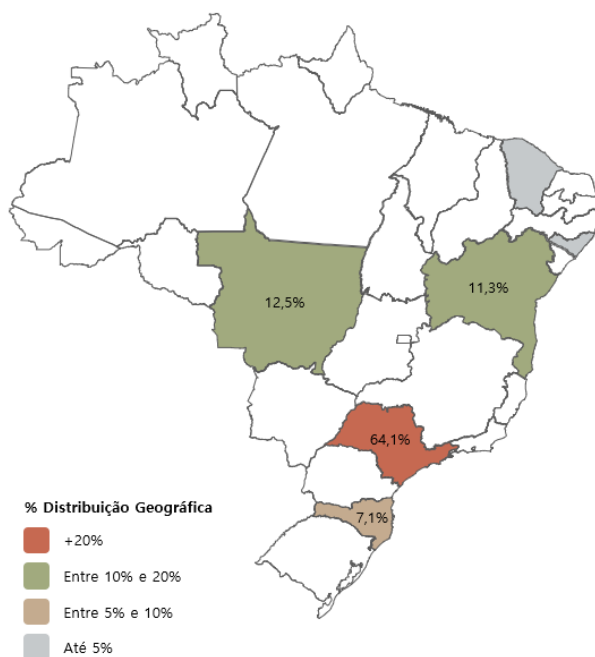 12,5%
11,3%
64,1%
7,1%
% Distribuição Geográfica
+20%
Entre 10% e 20%
Entre 5% e 10%
Até 5%